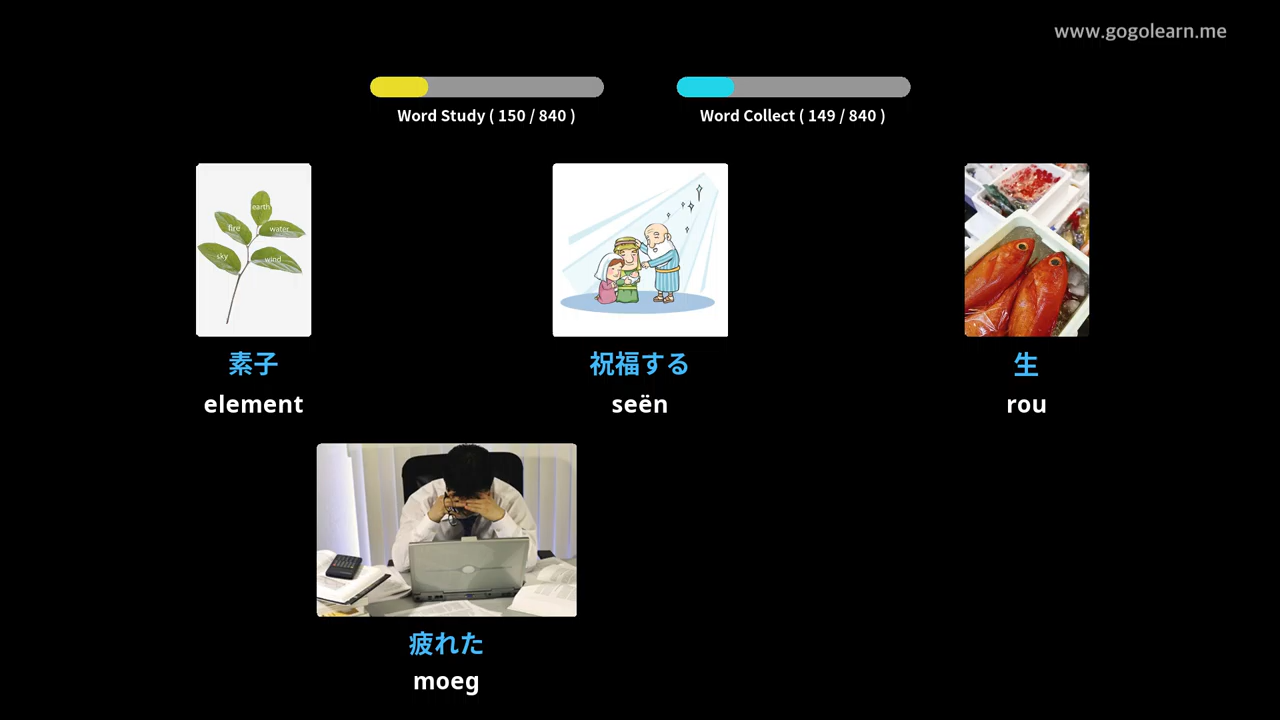 www.gogolearn.me
Word Study ( 150 / 840 )
Word Collect ( 149 / 840 )
earth
fire
water
sky
wind
素子
element
祝福する
seën
生
rou
疲れた
moeg